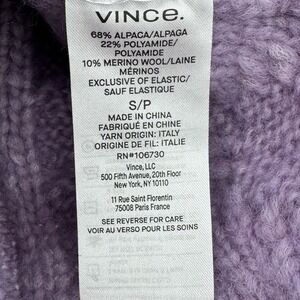 VINCE.
68% ALPACA/ALPAGA
22% POLYAMIDE/
POLYAMIDE
10% MERINO WOOL/LAINE
MÉRINOS
EXCLUSIVE OF ELASTIC/
SAUF ELASTIQUE
S/P
MADE IN CHINA
FABRIQUÉ EN CHINE
YARN ORIGIN: ITALY
ORIGINE DE FIL: ITALIE
RN#106730
Vince, LLC
500 Fifth Avenue, 20th Floor
New York, NY 10110
11 Rue Saint Florentin
75008 Paris France
SEE REVERSE FOR CARE
VOIR AU VERSO POUR LES SOINS